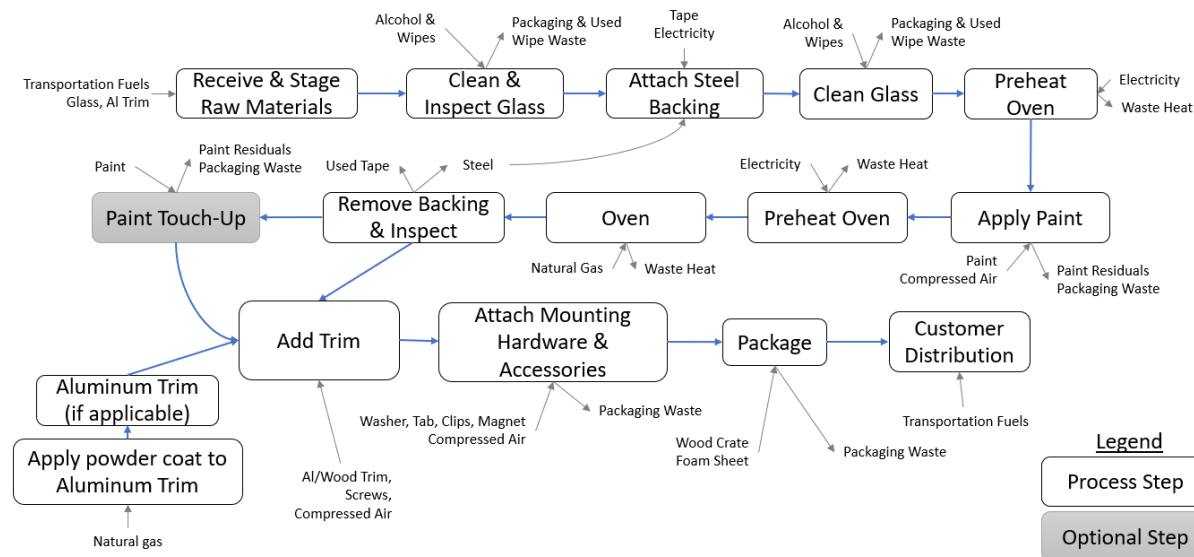 Alcohol &
Wipes
Packaging & Used
Wipe Waste
Tape
Electricity
Alcohol &
Wipes
Packaging & Used
Wipe Waste
Transportation Fuels
Glass, Al Trim
Receive & Stage
Raw Materials
Clean &
Inspect Glass
Attach Steel
Backing
Clean Glass
Preheat
Oven
Electricity
Waste Heat
Paint
Paint Residuals
Packaging Waste
Used Tape
Steel
Electricity
Waste Heat
Paint Touch-Up
Remove Backing
& Inspect
Oven
Preheat Oven
Apply Paint
Natural Gas
Waste Heat
Paint
Compressed Air
Paint Residuals
Packaging Waste
Add Trim
Attach Mounting
Hardware &
Accessories
Package
Customer
Distribution
Aluminum Trim
(if applicable)
Washer, Tab, Clips, Magnet
Compressed Air
Packaging Waste
Wood Crate
Foam Sheet
Packaging Waste
Transportation Fuels
Apply powder coat to
Aluminum Trim
Al/Wood Trim,
Screws,
Compressed Air
Natural gas
Legend
Process Step
Optional Step